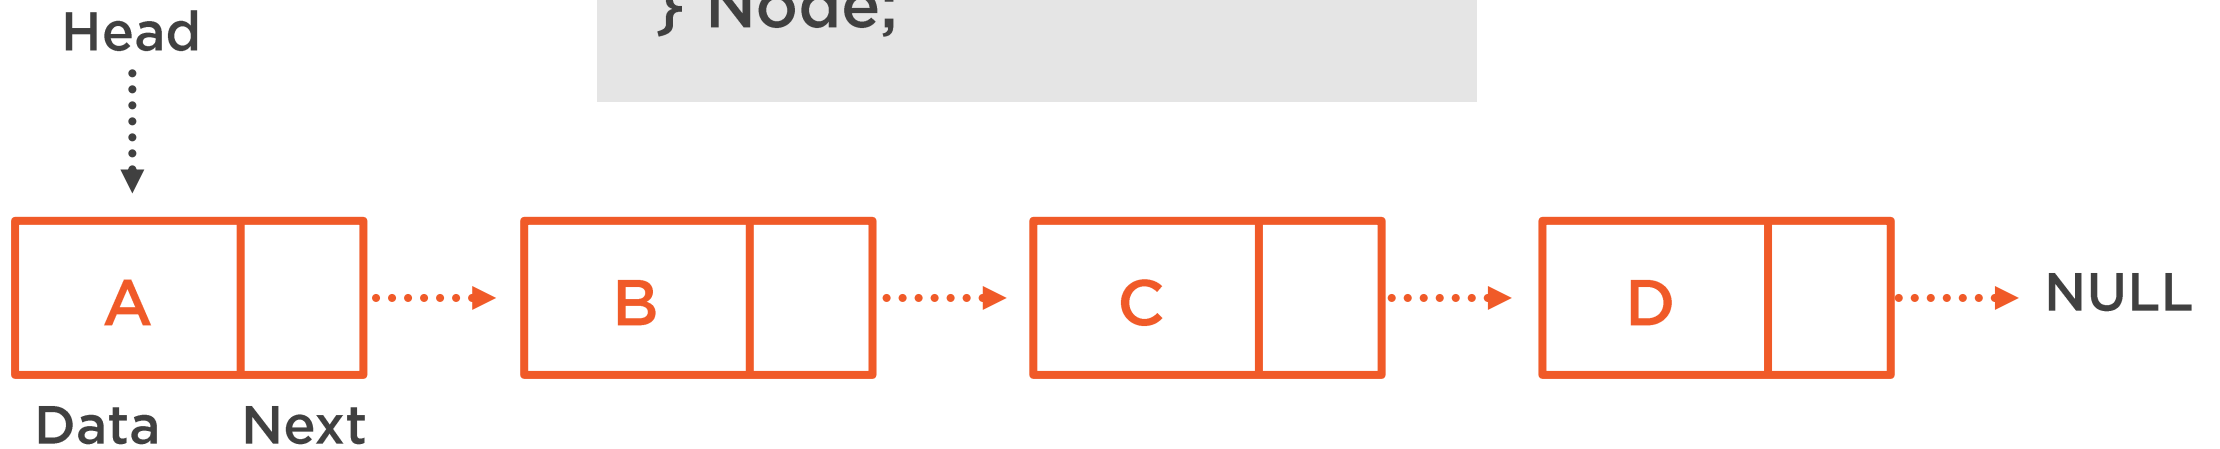 Head
} Node;
A
B
C
D
NULL
Data
Next